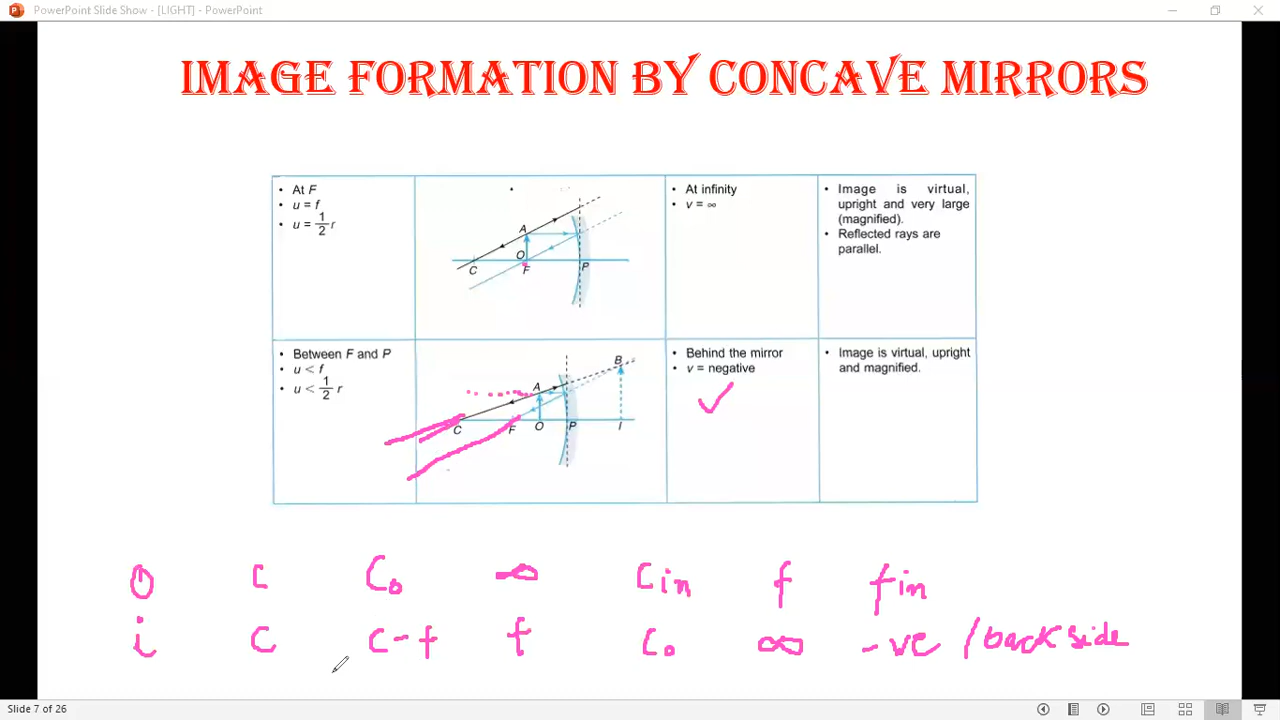 PowerPoint Slide Show - [LIGHT] - PowerPoint
IMAGE FORMATION BY CONCAVE MIRRORS
• At F
• u = f
• u = 1/2 r
A
O
C
F
P
• At infinity
• v = ∞
• Image is virtual,
upright and very large
(magnified).
• Reflected rays are
parallel.
• Between F and P
• u < f
• u < 1/2 r
B
A
C
F
O
P
I
• Behind the mirror
• v = negative
• Image is virtual, upright
and magnified.
O C Co ∞ Cin f fin
i C C-f f Co ∞ -ve /back side
Slide 7 of 26